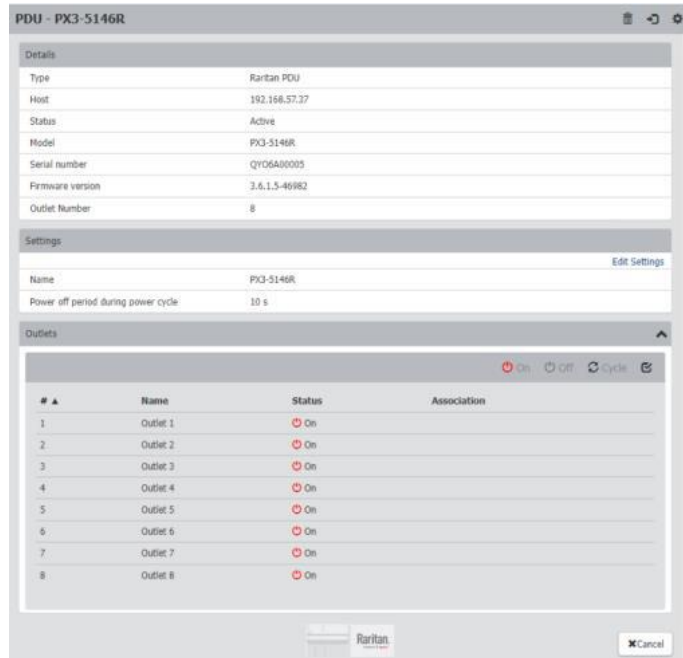 PDU - PX3-5146R
Details
Type Raritan PDU
Host 192.168.57.37
Status Active
Model PX3-5146R
Serial number QYO6A00005
Firmware version 3.6.1.5-46982
Outlet Number 8
Settings
Edit Settings
Name PX3-5146R
Power off period during power cycle 10 s
Outlets
On Off Cycle
# ▲ Name Status Association
1 Outlet 1 On
2 Outlet 2 On
3 Outlet 3 On
4 Outlet 4 On
5 Outlet 5 On
6 Outlet 6 On
7 Outlet 7 On
8 Outlet 8 On
Raritan.
Cancel